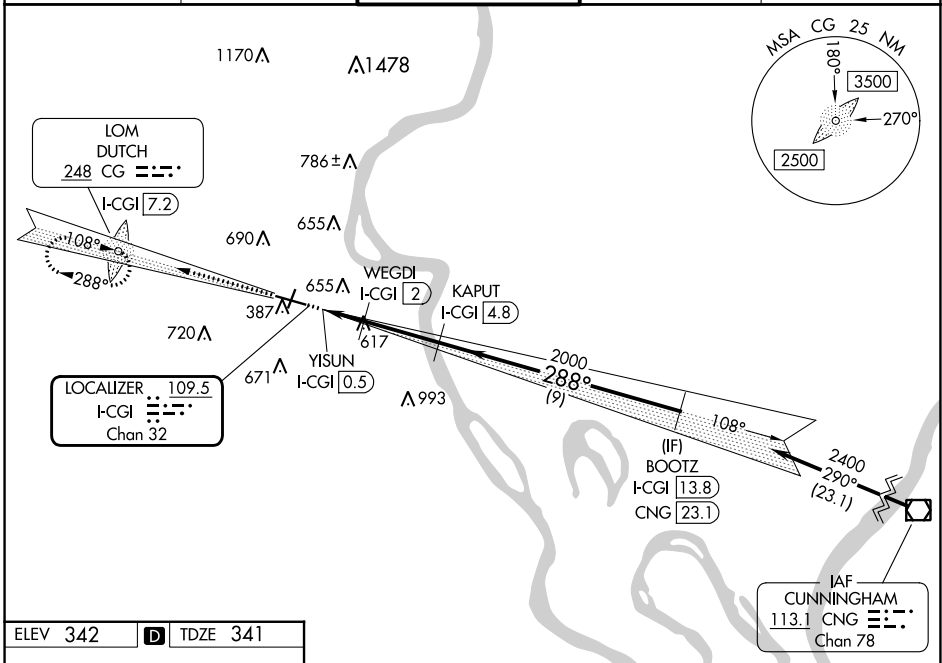 MSA CG 25 NM
180°
3500
270°
2500
1170
1478
LOM
DUTCH
248 CG
I-CGI 7.2
786±
655
690
108°
288°
655
WEGDI
I-CGI 2
KAPUT
I-CGI 4.8
387
617
720
YISUN
I-CGI 0.5
671
993
LOCALIZER 109.5
I-CGI
Chan 32
2000
288°
(9)
108°
(IF)
BOOTZ
I-CGI 13.8
CNG 23.1
2400
290°
(23.1)
IAF
CUNNINGHAM
113.1 CNG
Chan 78
ELEV 342 D TDZE 341